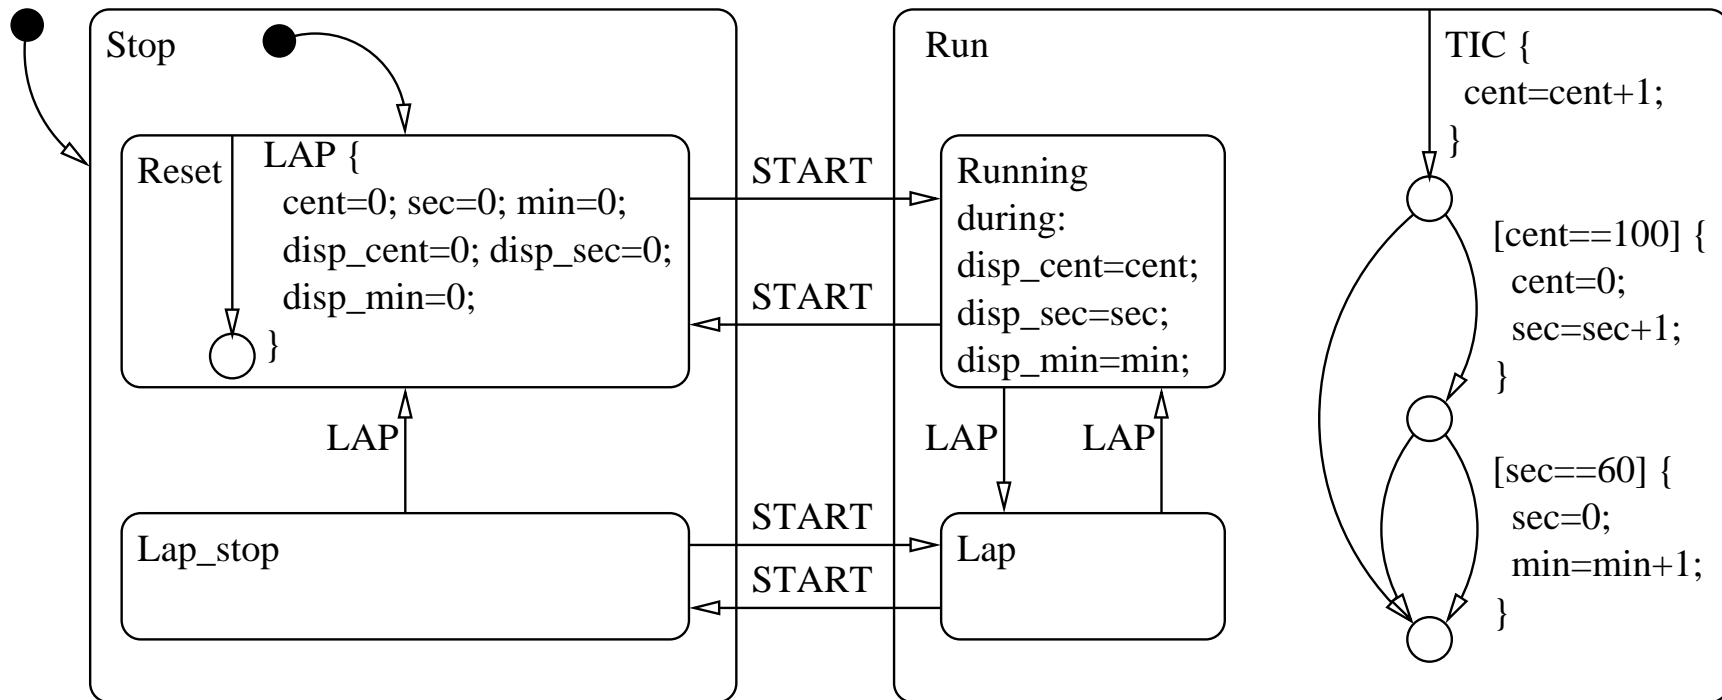 Stop
Reset
LAP {
cent=0; sec=0; min=0;
disp_cent=0; disp_sec=0;
disp_min=0;
}
LAP
Lap_stop
START
START
START
START
Run
Running
during:
disp_cent=cent;
disp_sec=sec;
disp_min=min;
LAP
LAP
Lap
TIC {
cent=cent+1;
}
[cent==100] {
cent=0;
sec=sec+1;
}
[sec==60] {
sec=0;
min=min+1;
}